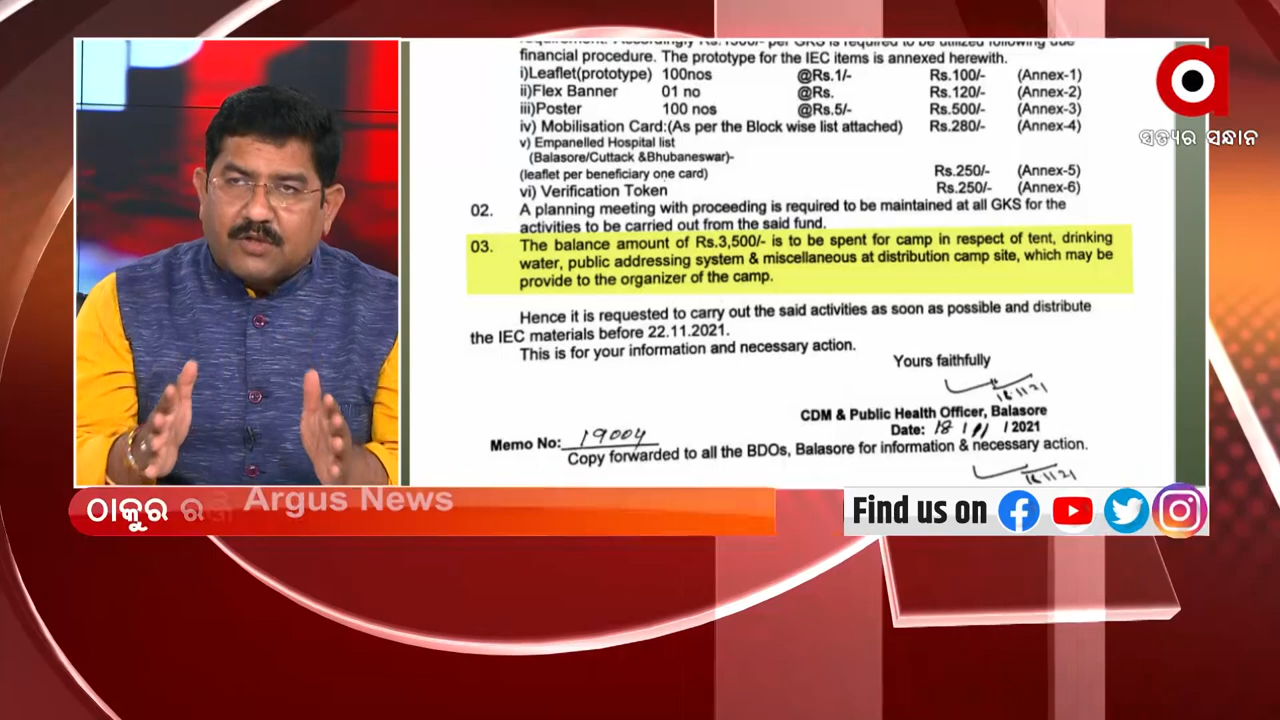 financial procedure. The prototype for the IEC items is annexed herewith.
i)Leaflet(prototype) 100nos @Rs.1/- Rs.100/- (Annex-1)
ii)Flex Banner 01 no @Rs. Rs.120/- (Annex-2)
iii)Poster 100 nos @Rs.5/- Rs.500/- (Annex-3)
iv) Mobilisation Card:(As per the Block wise list attached) Rs.280/- (Annex-4)
v) Empanelled Hospital list
(Balasore/Cuttack &Bhubaneswar)-
(leaflet per beneficiary one card) Rs.250/- (Annex-5)
vi) Verification Token Rs.250/- (Annex-6)
02. A planning meeting with proceeding is required to be maintained at all GKS for the
activities to be carried out from the said fund.
03. The balance amount of Rs.3,500/- is to be spent for camp in respect of tent, drinking
water, public addressing system & miscellaneous at distribution camp site, which may be
provide to the organizer of the camp.
Hence it is requested to carry out the said activities as soon as possible and distribute
the IEC materials before 22.11.2021.
This is for your information and necessary action.
Yours faithfully
CDM & Public Health Officer, Balasore
Date: 18 / 11 / 2021
Memo No: 19004
Copy forwarded to all the BDOs, Balasore for information & necessary action.
ସତ୍ୟର ସନ୍ଧାନ
ଠାକୁର
Argus News
Find us on